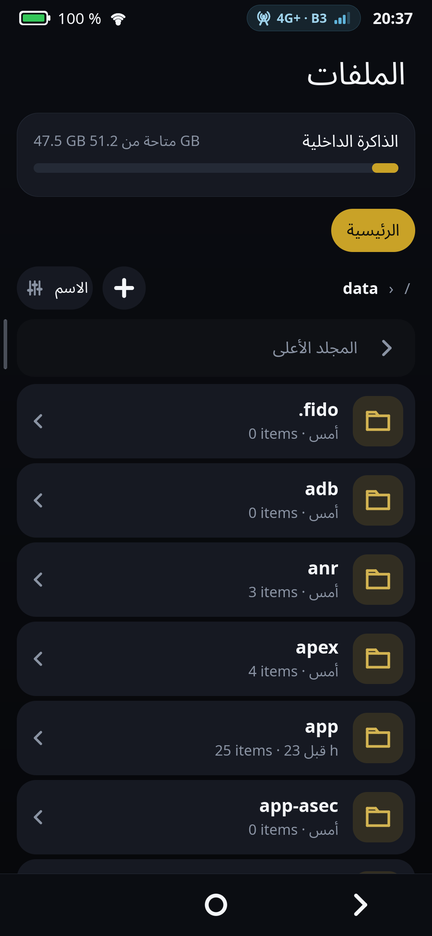 100 % 4G+ · B3 20:37
الملفات
الذاكرة الداخلية
47.5 GB متاحة من 51.2 GB
الرئيسية
/ › data
الاسم
المجلد الأعلى
.fido
0 items · أمس
adb
0 items · أمس
anr
3 items · أمس
apex
4 items · أمس
app
25 items · قبل 23 h
app-asec
0 items · أمس